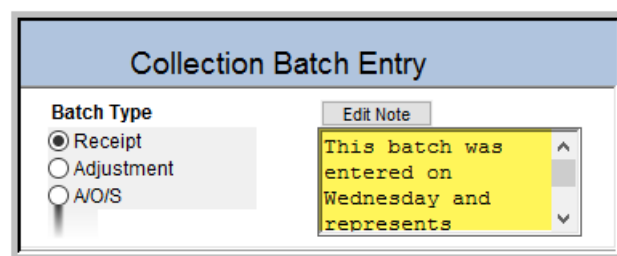 Collection Batch Entry
Batch Type
Edit Note
Receipt
Adjustment
A/O/S
This batch was
entered on
Wednesday and
represents